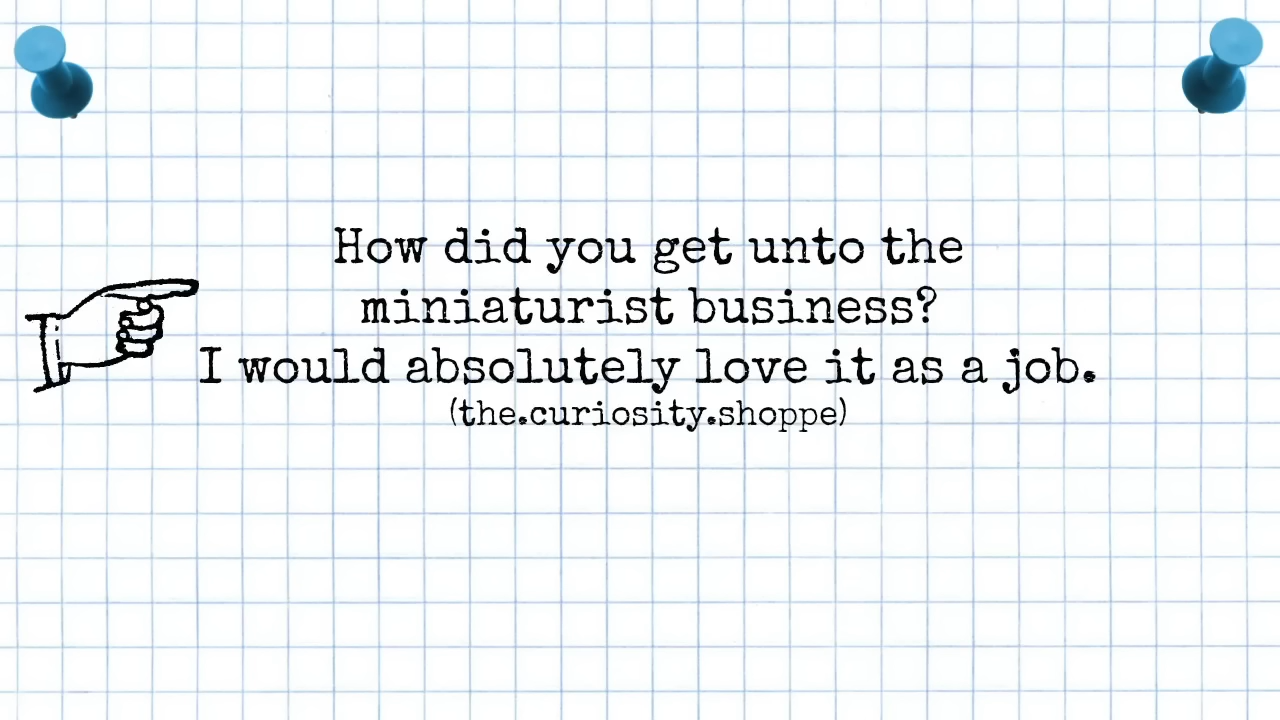 How did you get unto the
miniaturist business?
I would absolutely love it as a job.
(the.curiosity.shoppe)